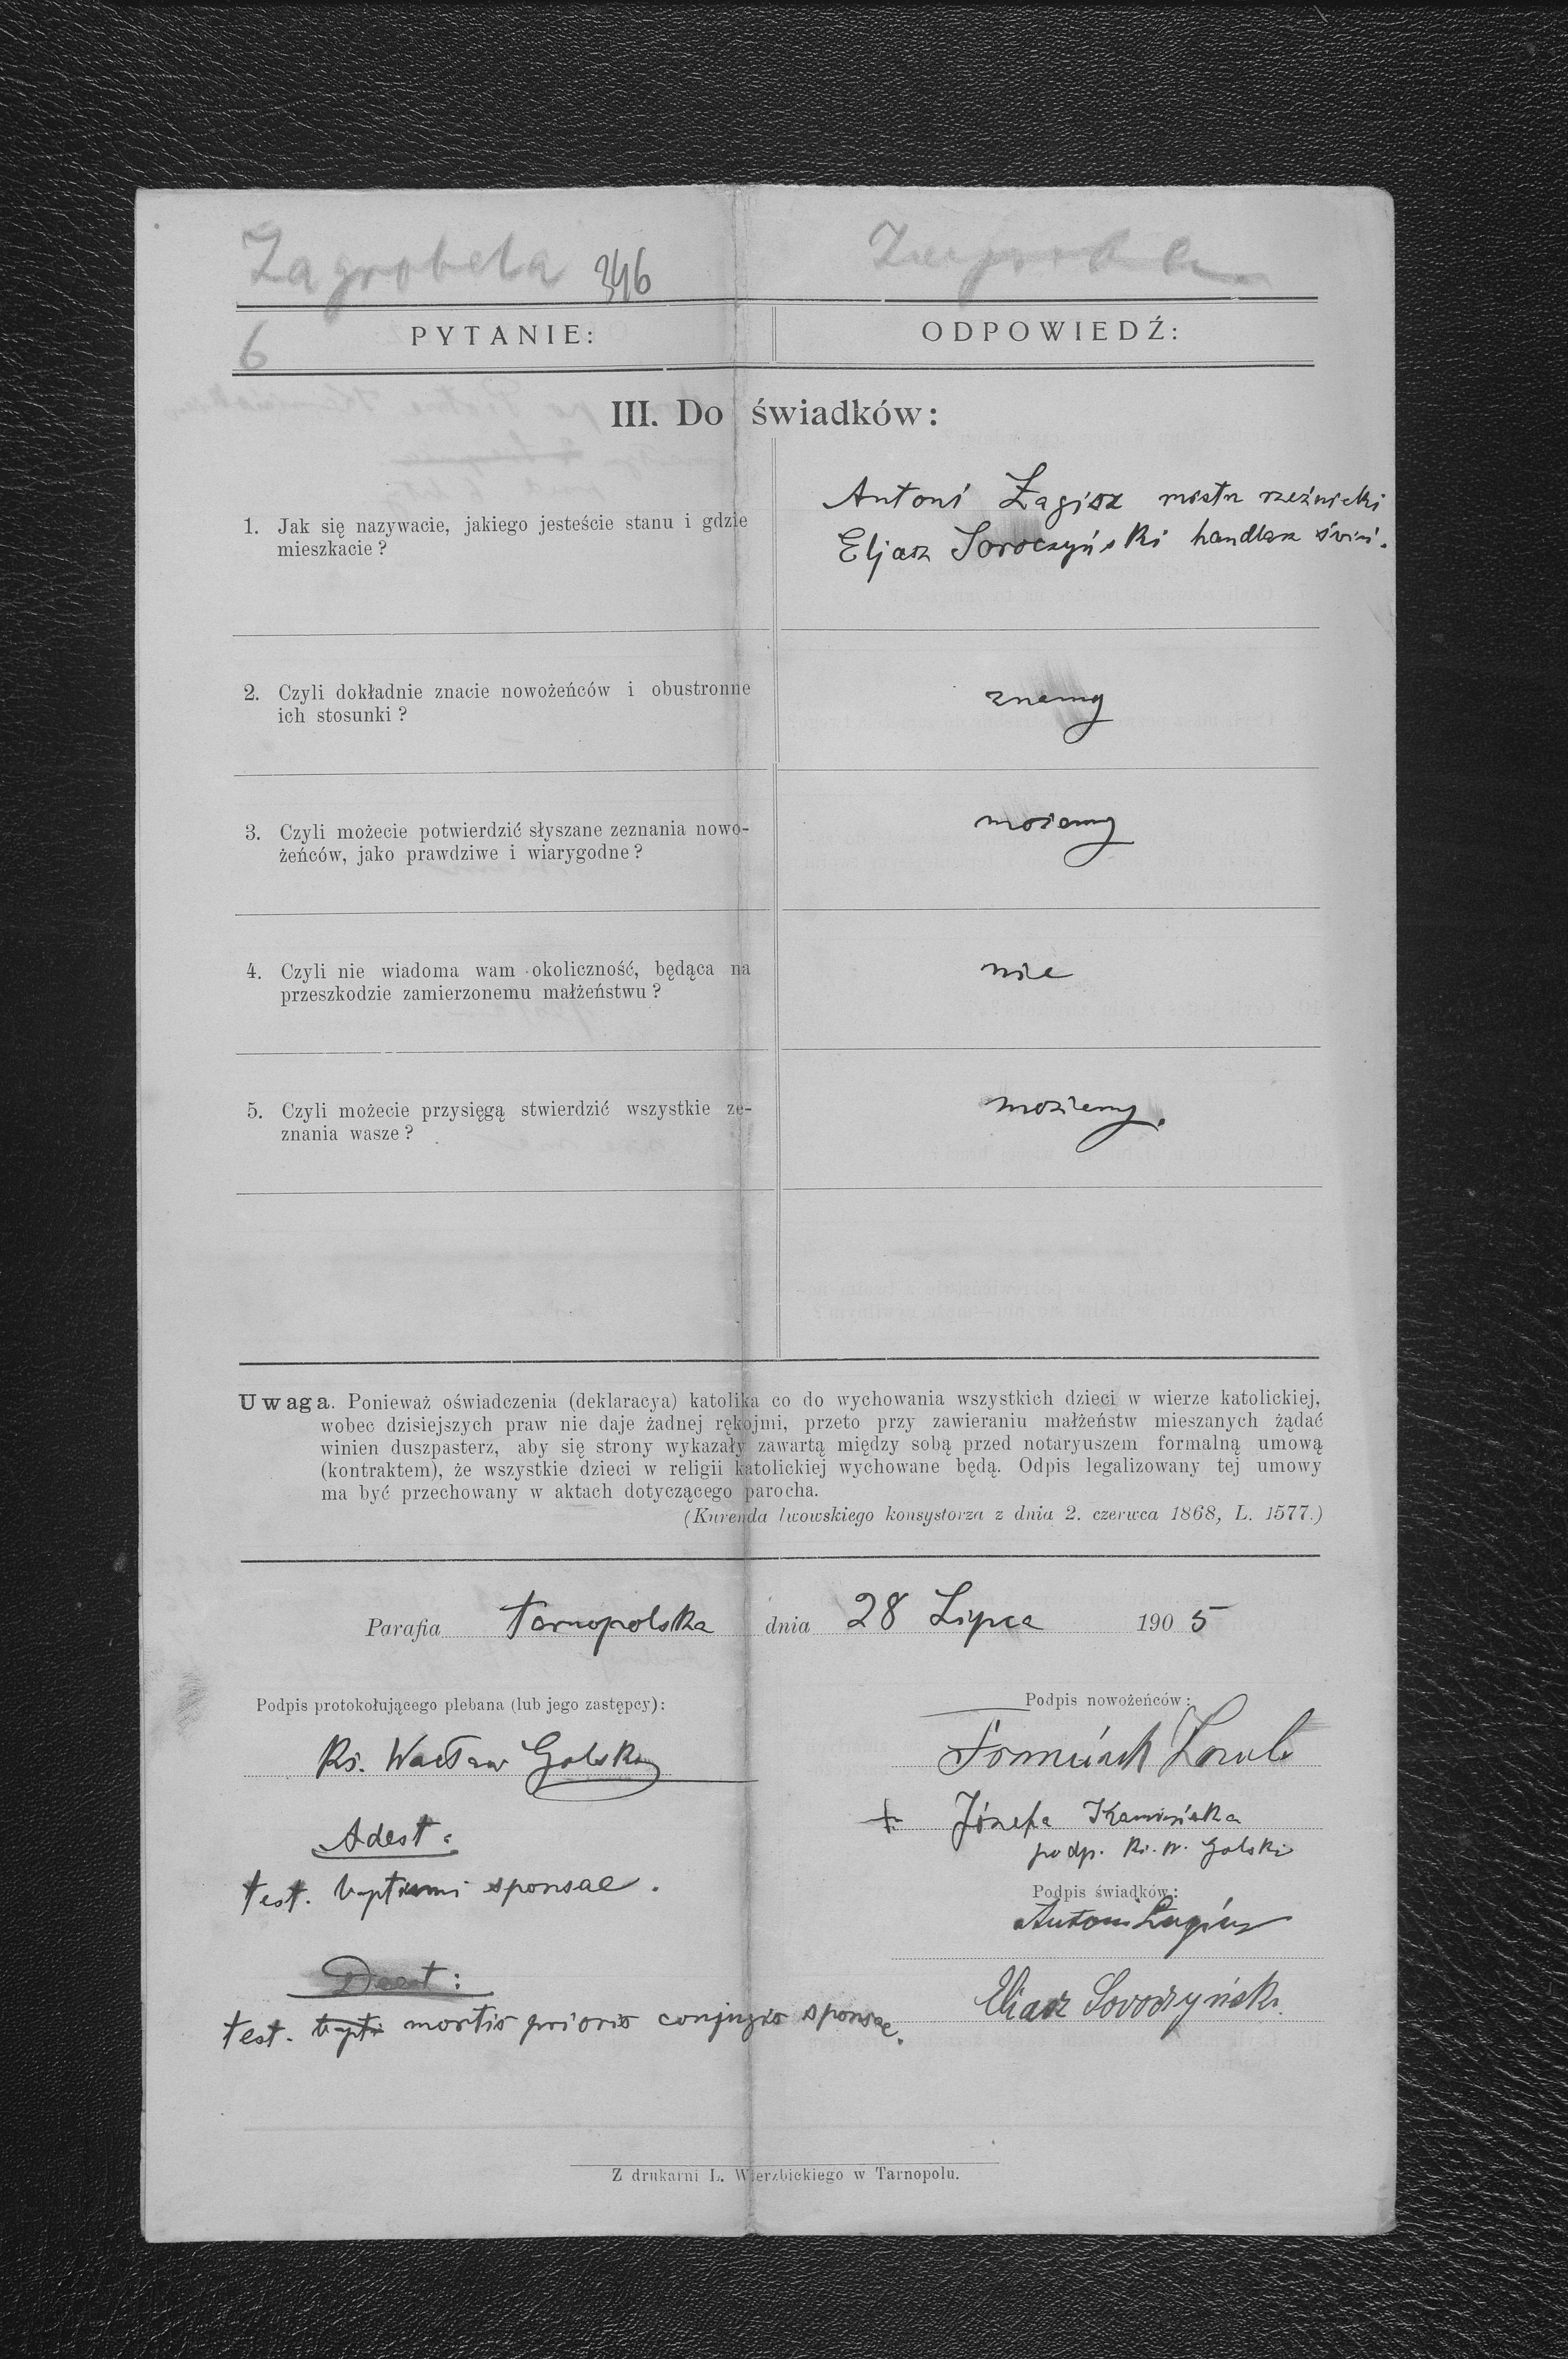 Zagrobela 346
6
PYTANIE:
ODPOWIEDŹ:
III. Do świadków:
1. Jak się nazywacie, jakiego jesteście stanu i gdzie
mieszkacie?
Antoni Łagisz mistrz rzeźnicki
Eljasz Soroczyński handlarz świń.
2. Czyli dokładnie znacie nowożeńców i obustronne
ich stosunki?
znamy
3. Czyli możecie potwierdzić słyszane zeznania nowo-
żeńców, jako prawdziwe i wiarygodne?
możemy
4. Czyli nie wiadoma wam okoliczność, będąca na
przeszkodzie zamierzonemu małżeństwu?
nie
5. Czyli możecie przysięgą stwierdzić wszystkie ze-
znania wasze?
możemy.
Uwaga. Ponieważ oświadczenia (deklaracya) katolika co do wychowania wszystkich dzieci w wierze katolickiej,
wobec dzisiejszych praw nie daje żadnej rękojmi, przeto przy zawieraniu małżeństw mieszanych żądać
winien duszpasterz, aby się strony wykazały zawartą między sobą przed notaryuszem formalną umową
(kontraktem), że wszystkie dzieci w religii katolickiej wychowane będą. Odpis legalizowany tej umowy
ma być przechowany w aktach dotyczącego parocha.
(Kurenda lwowskiego konsystorza z dnia 2. czerwca 1868, L. 1577.)
Parafia Tarnopolska dnia 28 Lipca 1905
Podpis protokołującego plebana (lub jego zastępcy):
Ks. Wacław Golski
Podpis nowożeńców:
+ Józefa Kamińska
podp. Ks. W. Golski
Adest:
test. baptismi sponsae.
Podpis świadków:
Antoni Łagisz
Deest:
test. bapti mortis prioris conjugis sponsae.
Eliasz Soroczyński.
Z drukarni L. Wierzbickiego w Tarnopolu.